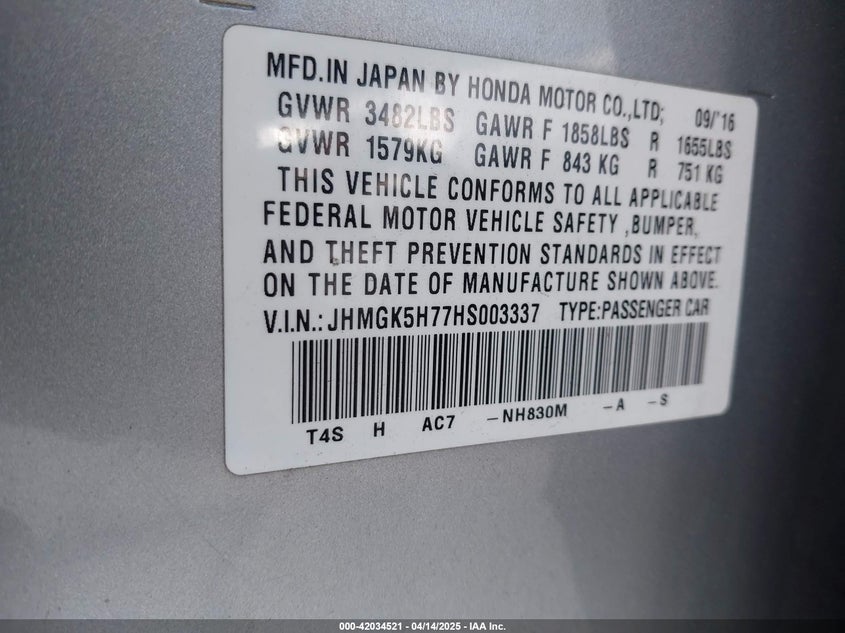 MFD.IN JAPAN BY HONDA MOTOR CO.,LTD; 09/'16
GVWR 3482LBS GAWR F 1858LBS R 1655LBS
GVWR 1579KG GAWR F 843 KG R 751 KG
THIS VEHICLE CONFORMS TO ALL APPLICABLE
FEDERAL MOTOR VEHICLE SAFETY ,BUMPER,
AND THEFT PREVENTION STANDARDS IN EFFECT
ON THE DATE OF MANUFACTURE SHOWN ABOVE.
V.I.N.: JHMGK5H77HS003337 TYPE:PASSENGER CAR
T4S H AC7 -NH830M -A -S
000-42034521 - 04/14/2025 - IAA Inc.